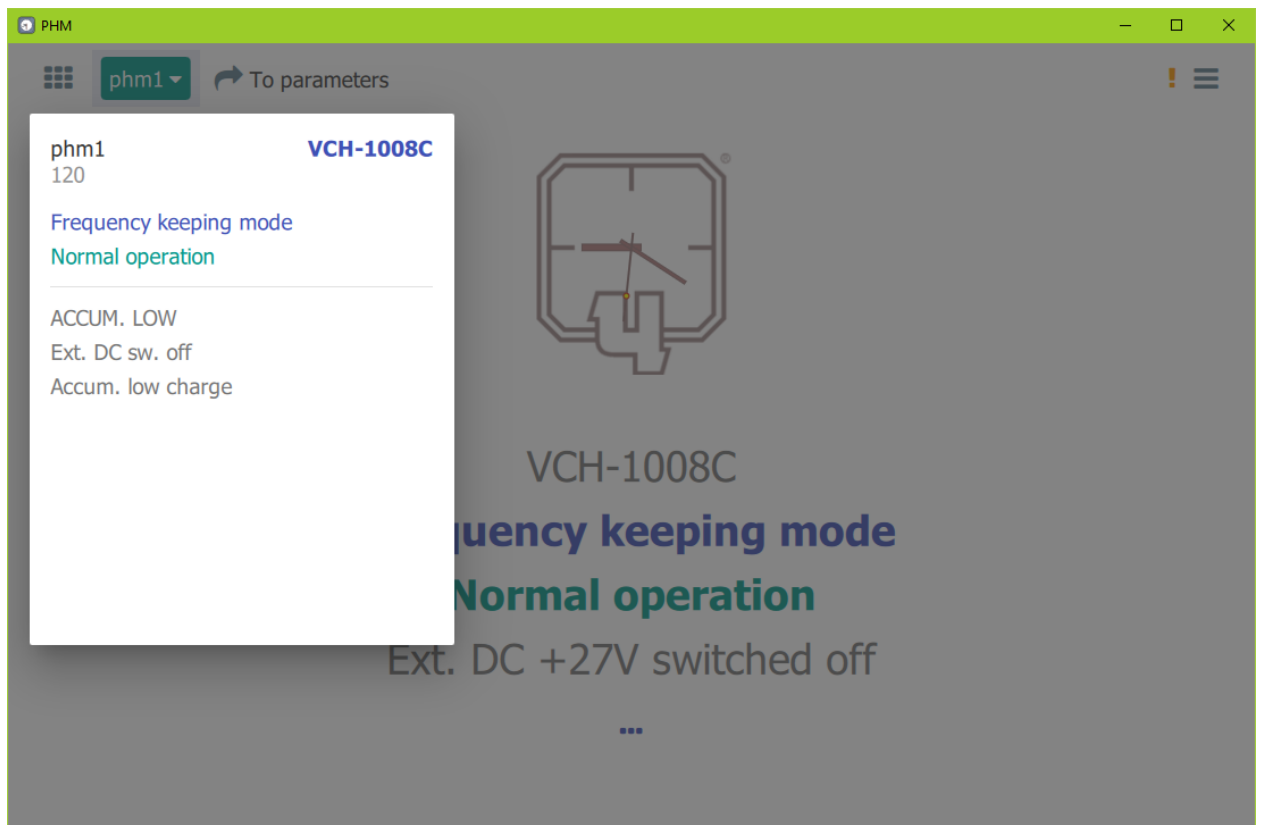 PHM
phm1 To parameters !
phm1 VCH-1008C
120
Frequency keeping mode
Normal operation
ACCUM. LOW
Ext. DC sw. off
Accum. low charge
®
VCH-1008C
quency keeping mode
Normal operation
Ext. DC +27V switched off
...